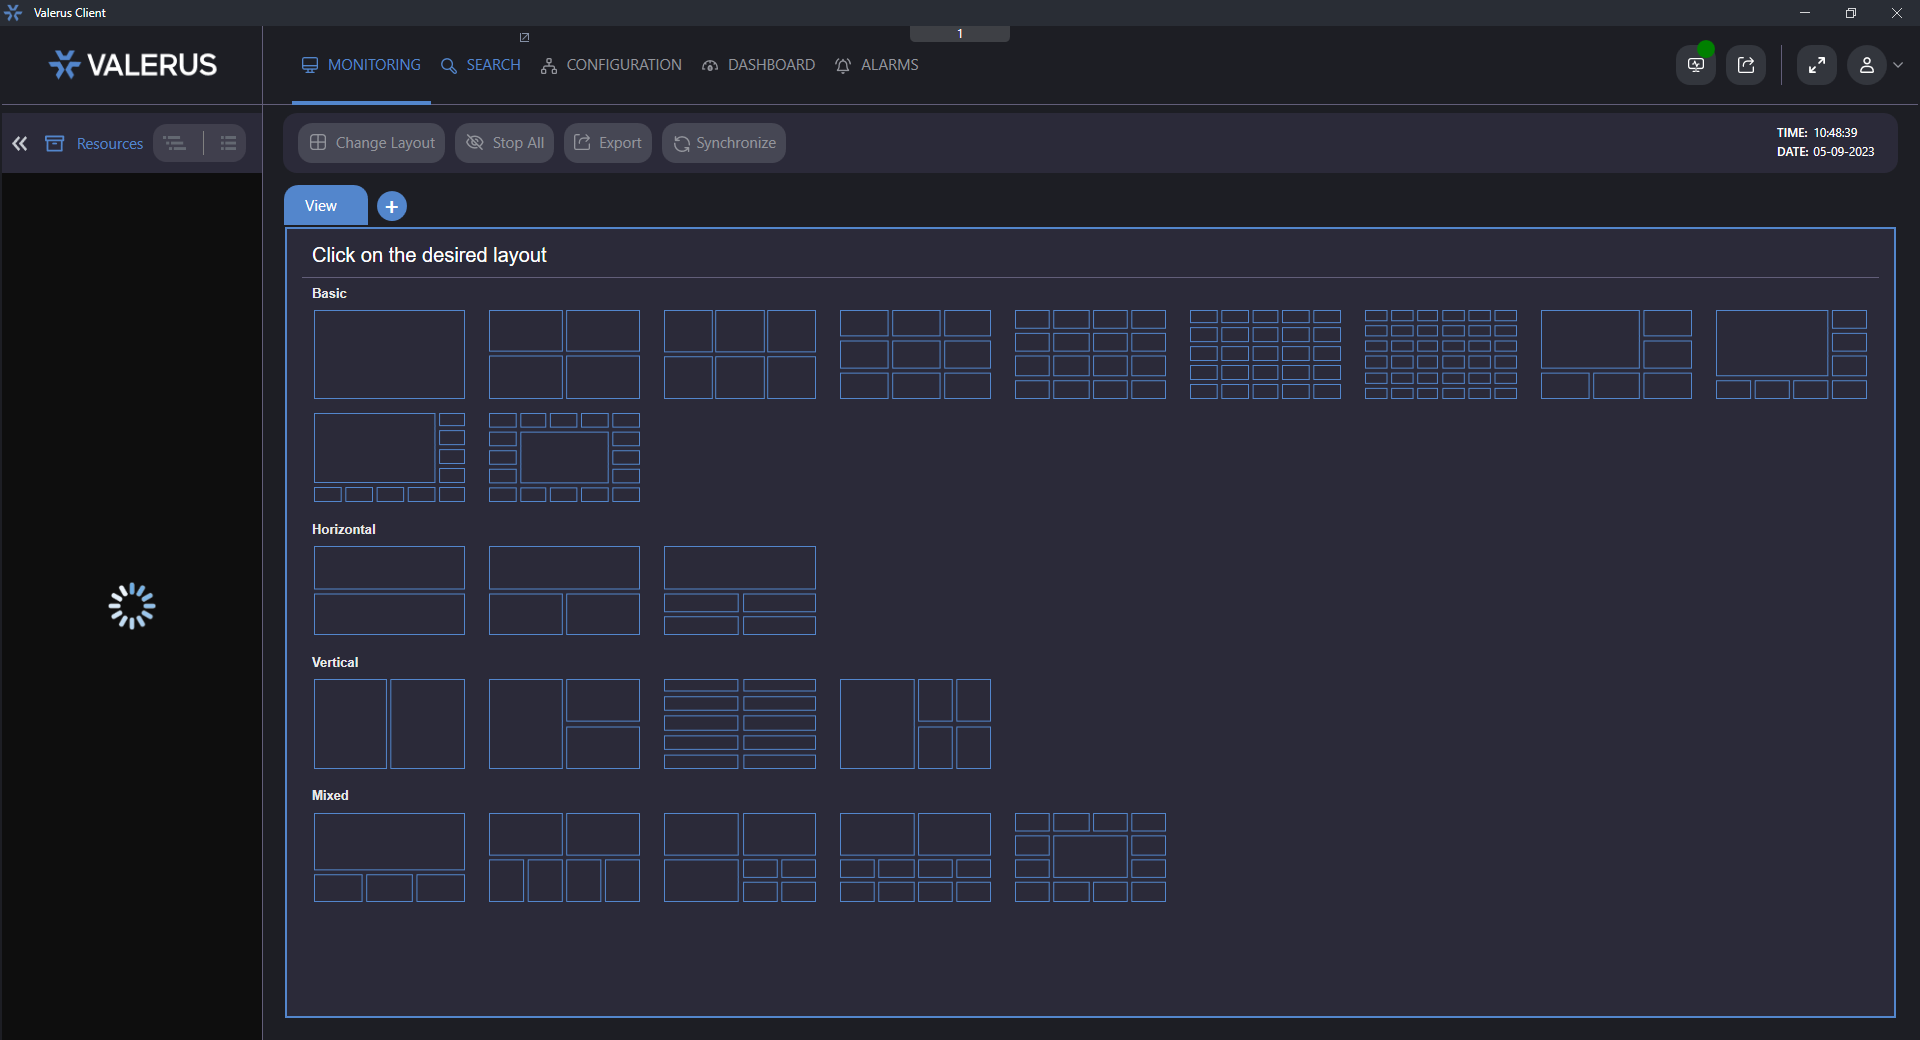 Valerus Client
1
VALERUS
MONITORING
SEARCH
CONFIGURATION
DASHBOARD
ALARMS
Resources
Change Layout
Stop All
Export
Synchronize
TIME: 10:48:39
DATE: 05-09-2023
View
Click on the desired layout
Basic
Horizontal
Vertical
Mixed